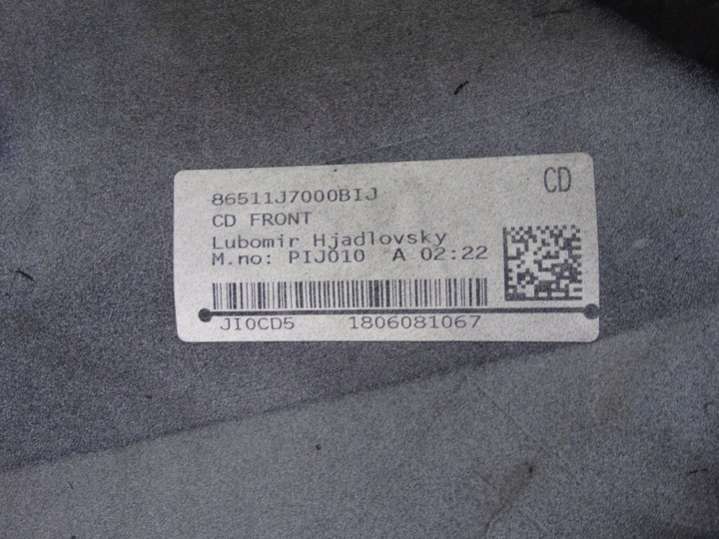 CD
86511J7000BIJ
CD FRONT
Lubomir Hjadlovsky
M.no: PIJ010 A 02:22
JI0CD5 1806081067